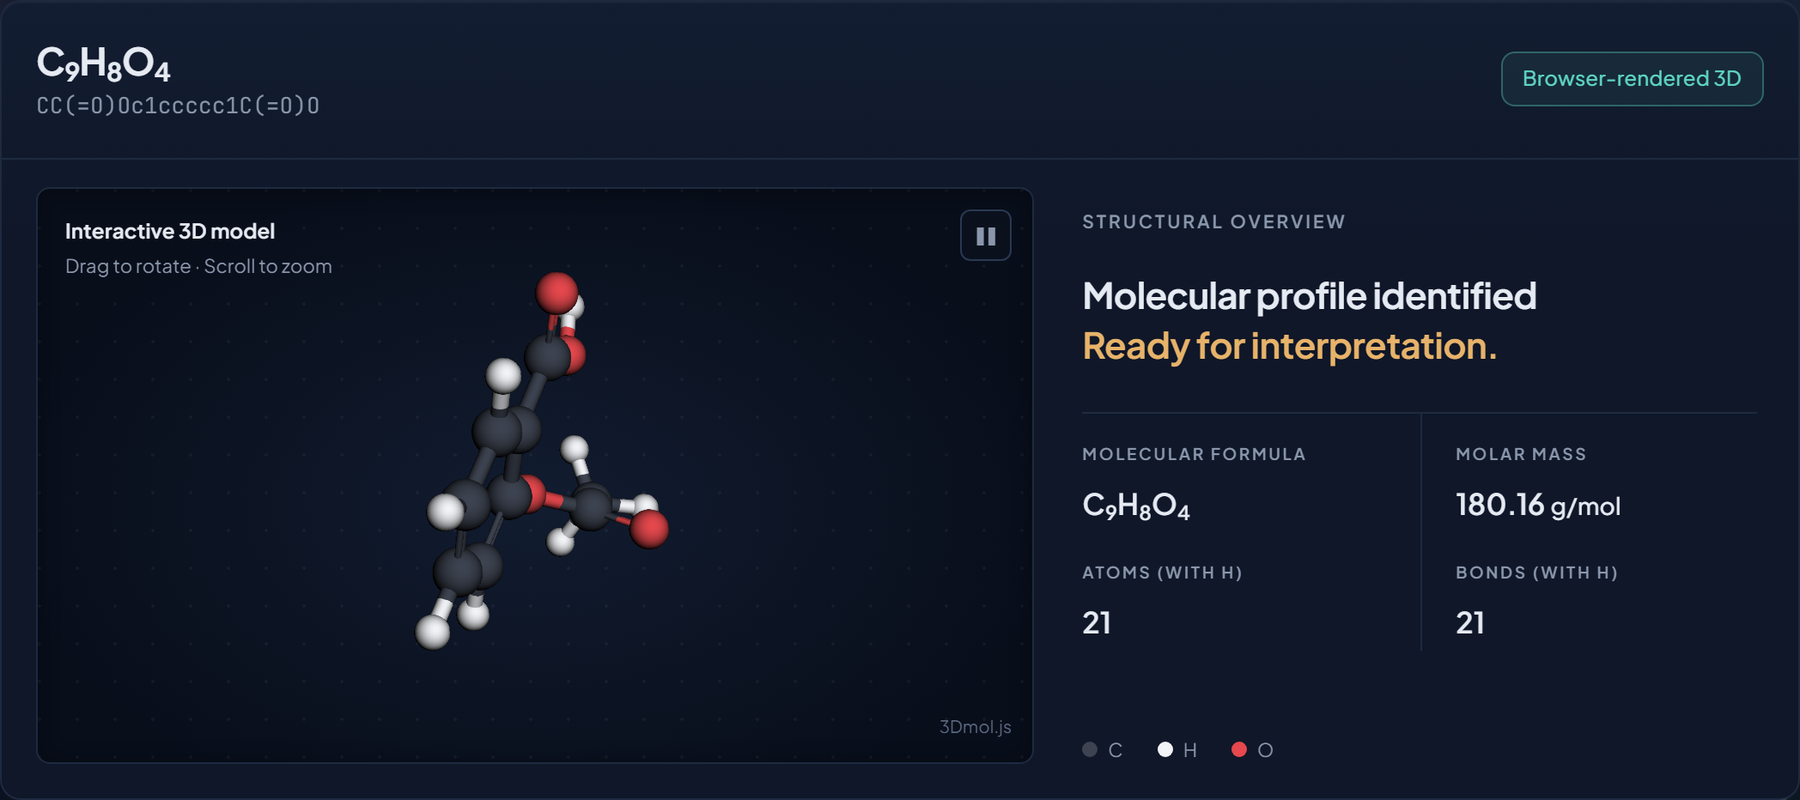 C₉H₈O₄
CC(=O)Oc1ccccc1C(=O)O
Browser-rendered 3D
Interactive 3D model
Drag to rotate · Scroll to zoom
3Dmol.js
STRUCTURAL OVERVIEW
Molecular profile identified
Ready for interpretation.
MOLECULAR FORMULA
C₉H₈O₄
MOLAR MASS
180.16 g/mol
ATOMS (WITH H)
21
BONDS (WITH H)
21
C H O